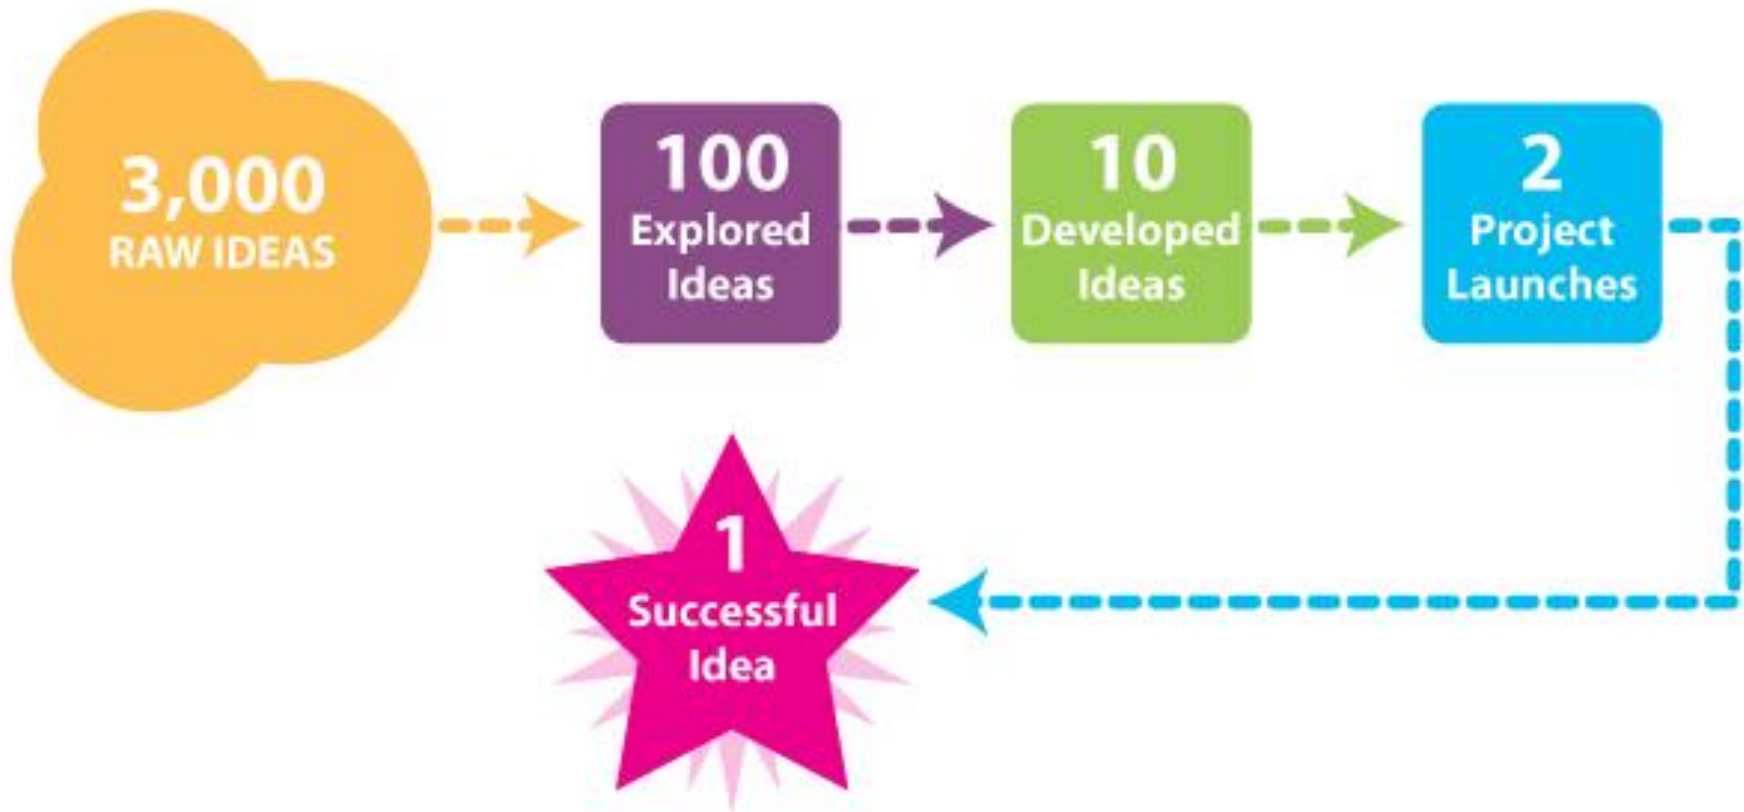 3,000
RAW IDEAS
100
Explored
Ideas
10
Developed
Ideas
2
Project
Launches
1
Successful
Idea